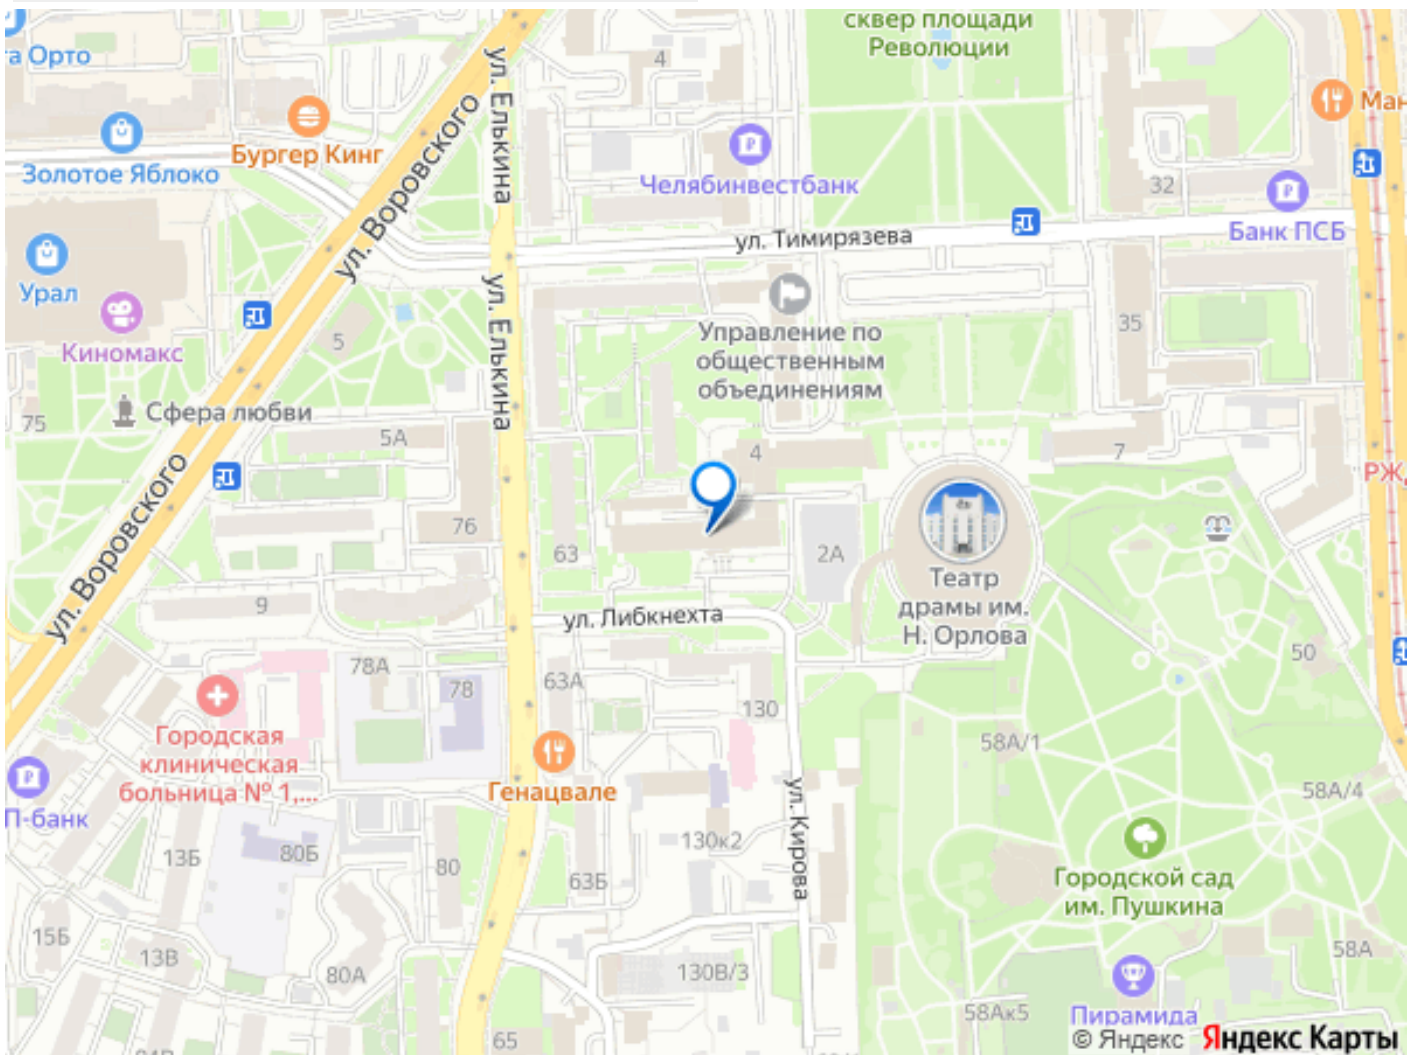 сквер площади
Революции
та Орто
ул. Елькина
4
Ман
Бургер Кинг
Золотое Яблоко
ул. Воровского
Челябинвестбанк
32
Банк ПСБ
ул. Тимирязева
Урал
Киномакс
5
ул. Елькина
Управление по
общественным
объединениям
35
75
Сфера любви
5А
4
7
РЖД
ул. Воровского
76
63
2А
Театр
драмы им.
Н. Орлова
9
ул. Либкнехта
50
78А
78
63А
130
58А/1
Городская
клиническая
больница № 1,...
Генацвале
ул. Кирова
58А/4
П-банк
13Б
80Б
80
130к2
63Б
Городской сад
им. Пушкина
15Б
13В
80А
130В/3
58А
58Ак5
Пирамида
65
© Яндекс Яндекс Карты